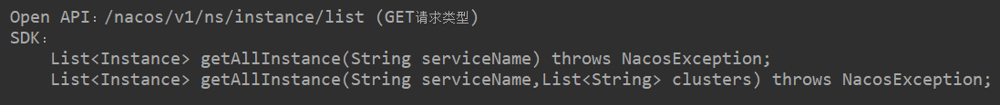 Open API：/nacos/v1/ns/instance/list (GET请求类型)
SDK：
List<Instance> getAllInstance(String serviceName) throws NacosException;
List<Instance> getAllInstance(String serviceName,List<String> clusters) throws NacosException;